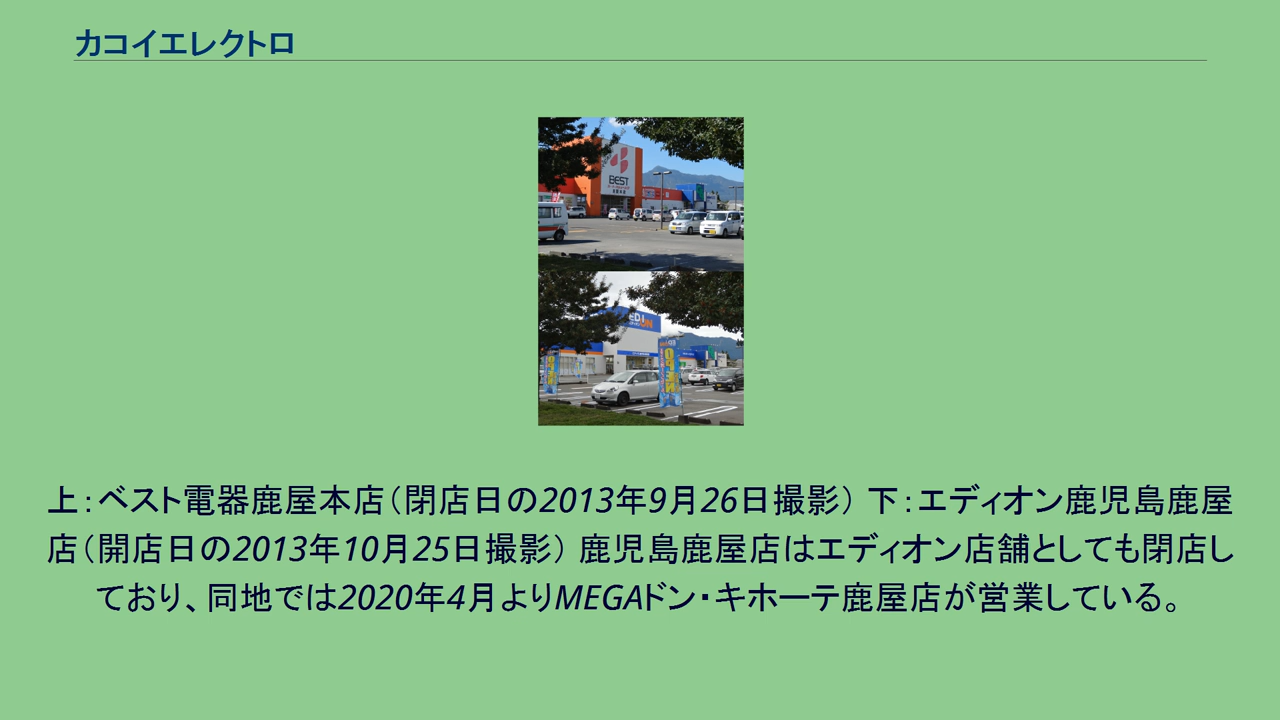 カコイエレクトロ
BEST
EDION
OPEN
上：ベスト電器鹿屋本店（閉店日の2013年9月26日撮影） 下：エディオン鹿児島鹿屋
店（開店日の2013年10月25日撮影） 鹿児島鹿屋店はエディオン店舗としても閉店し
ており、同地では2020年4月よりMEGAドン・キホーテ鹿屋店が営業している。